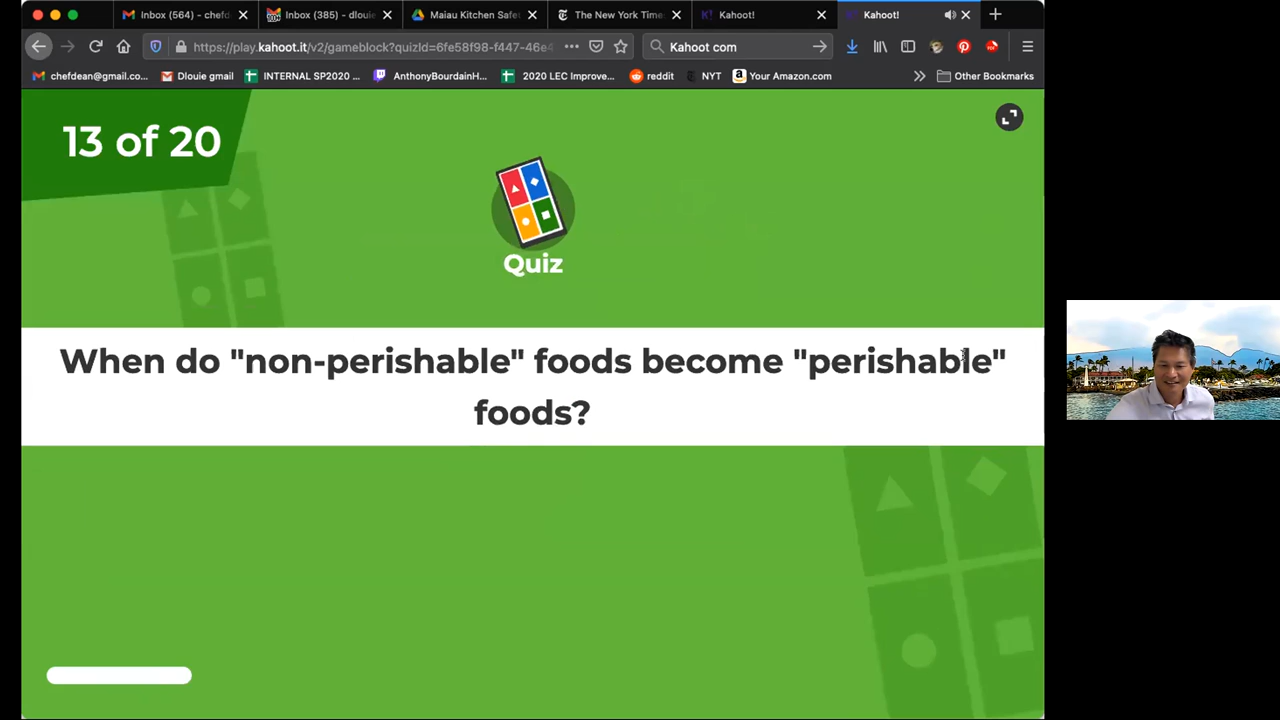 Inbox (564) - chefd
Inbox (385) - dlouie
Maiau Kitchen Safe
The New York Time
Kahoot!
Kahoot!
https://play.kahoot.it/v2/gameblock?quizId=6fe58f98-f447-46e4
Kahoot com
chefdean@gmail.co...
Dlouie gmail
INTERNAL SP2020 ...
AnthonyBourdainH...
2020 LEC Improve...
reddit
NYT
Your Amazon.com
Other Bookmarks
13 of 20
Quiz
When do "non-perishable" foods become "perishable"
foods?